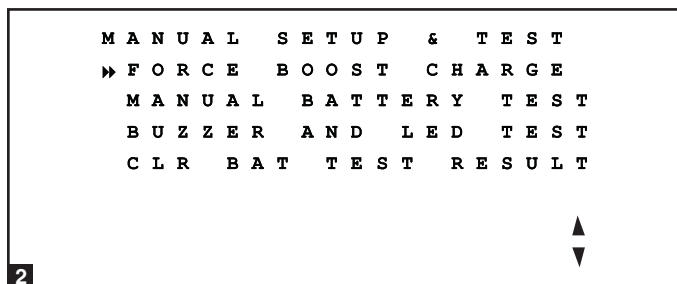 MANUAL SETUP & TEST
FORCE BOOST CHARGE
MANUAL BATTERY TEST
BUZZER AND LED TEST
CLR BAT TEST RESULT
2